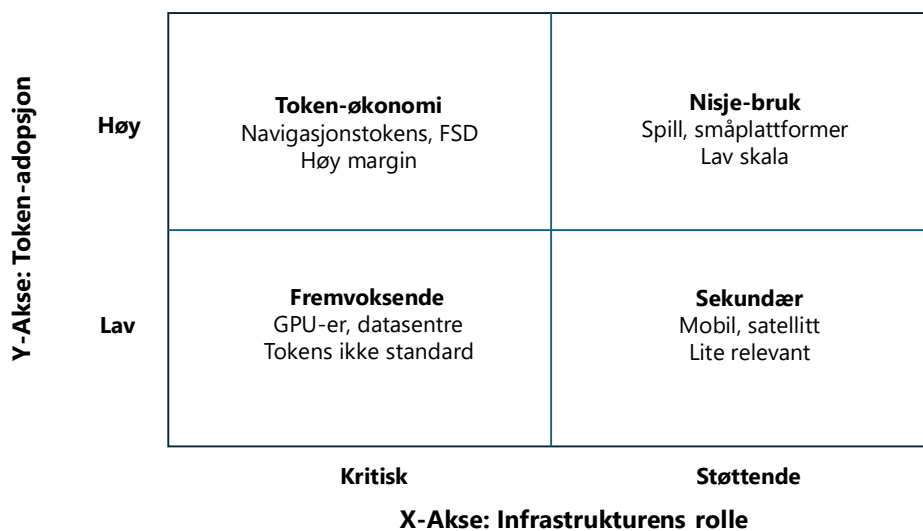 Y-Akse: Token-adopsjon
Høy
Token-økonomi
Navigasjonstokens, FSD
Høy margin
Nisje-bruk
Spill, småplattformer
Lav skala
Lav
Fremvoksende
GPU-er, datasentre
Tokens ikke standard
Sekundær
Mobil, satellitt
Lite relevant
Kritisk
Støttende
X-Akse: Infrastrukturens rolle